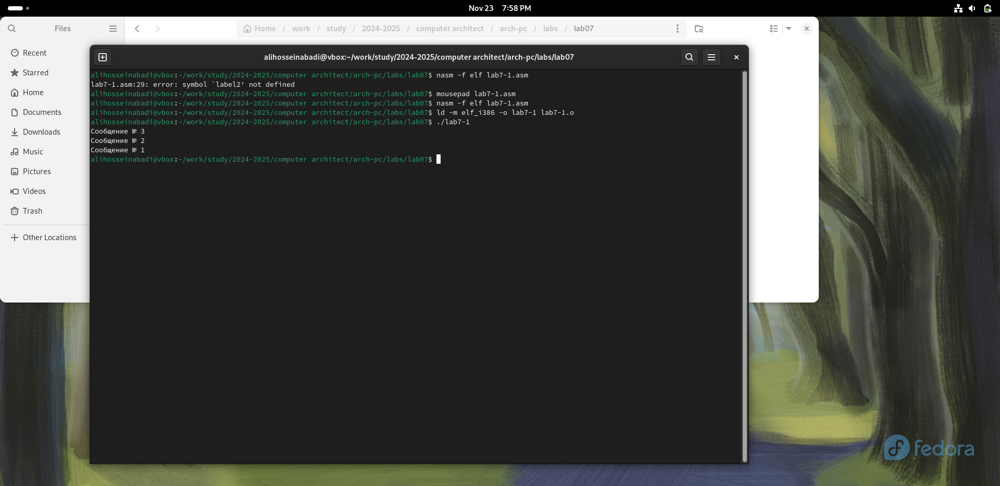 Nov 23 7:58 PM
Files
Home / work / study / 2024-2025 / computer architect / arch-pc / labs / lab07
Recent
Starred
Home
Documents
Downloads
Music
Pictures
Videos
Trash
Other Locations
alihosseinabadi@vbox:~/work/study/2024-2025/computer architect/arch-pc/labs/lab07
alihosseinabadi@vbox:~/work/study/2024-2025/computer architect/arch-pc/labs/lab07$ nasm -f elf lab7-1.asm
lab7-1.asm:29: error: symbol `label2' not defined
alihosseinabadi@vbox:~/work/study/2024-2025/computer architect/arch-pc/labs/lab07$ mousepad lab7-1.asm
alihosseinabadi@vbox:~/work/study/2024-2025/computer architect/arch-pc/labs/lab07$ nasm -f elf lab7-1.asm
alihosseinabadi@vbox:~/work/study/2024-2025/computer architect/arch-pc/labs/lab07$ ld -m elf_i386 -o lab7-1 lab7-1.o
alihosseinabadi@vbox:~/work/study/2024-2025/computer architect/arch-pc/labs/lab07$ ./lab7-1
Сообщение № 3
Сообщение № 2
Сообщение № 1
alihosseinabadi@vbox:~/work/study/2024-2025/computer architect/arch-pc/labs/lab07$
fedora